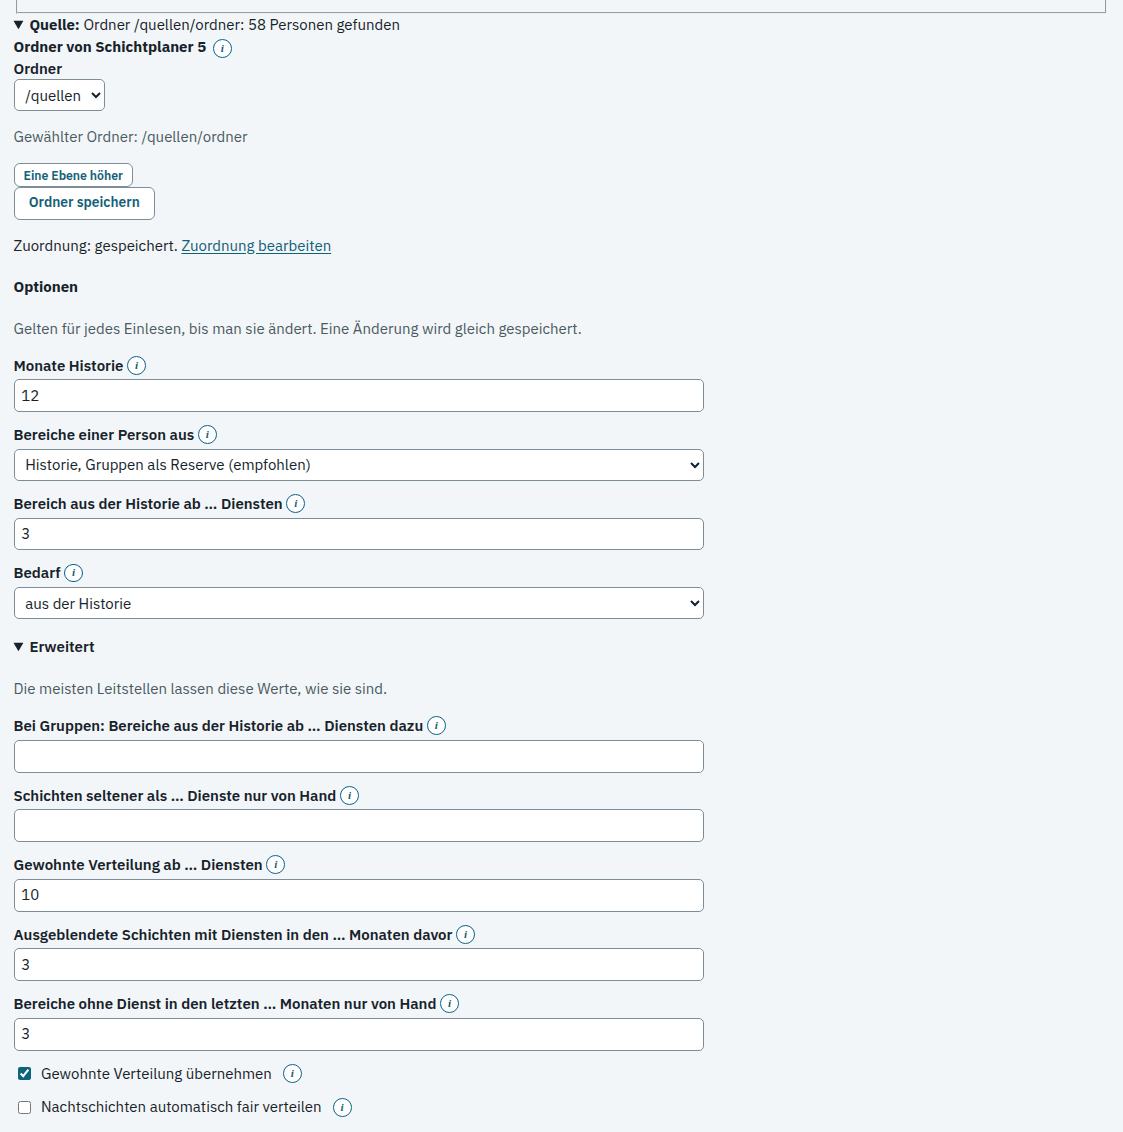 Quelle: Ordner /quellen/ordner: 58 Personen gefunden
Ordner von Schichtplaner 5 i
Ordner
/quellen
Gewählter Ordner: /quellen/ordner
Eine Ebene höher
Ordner speichern
Zuordnung: gespeichert. Zuordnung bearbeiten
Optionen
Gelten für jedes Einlesen, bis man sie ändert. Eine Änderung wird gleich gespeichert.
Monate Historie i
12
Bereiche einer Person aus i
Historie, Gruppen als Reserve (empfohlen)
Bereich aus der Historie ab ... Diensten i
3
Bedarf i
aus der Historie
Erweitert
Die meisten Leitstellen lassen diese Werte, wie sie sind.
Bei Gruppen: Bereiche aus der Historie ab ... Diensten dazu i
Schichten seltener als ... Dienste nur von Hand i
Gewohnte Verteilung ab ... Diensten i
10
Ausgeblendete Schichten mit Diensten in den ... Monaten davor i
3
Bereiche ohne Dienst in den letzten ... Monaten nur von Hand i
3
Gewohnte Verteilung übernehmen i
Nachtschichten automatisch fair verteilen i